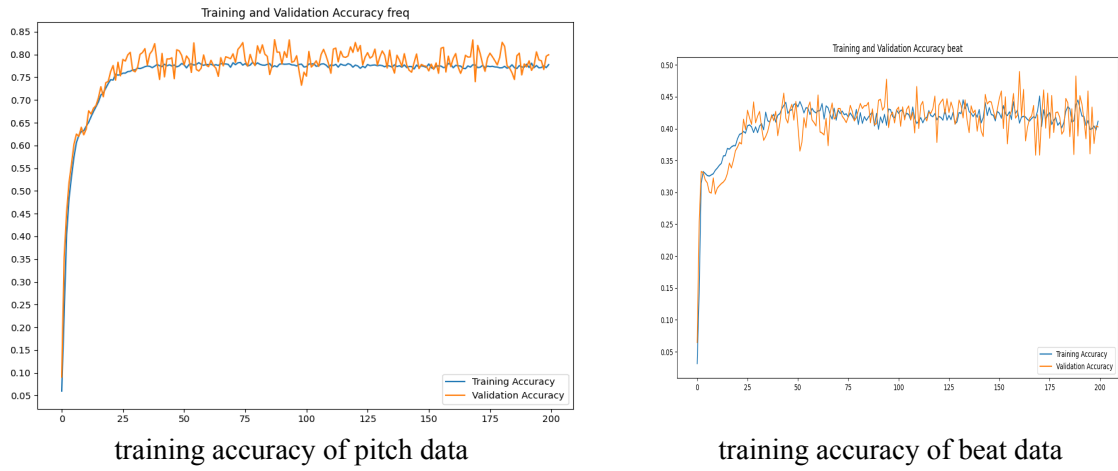 Training and Validation Accuracy freq
0.85
0.80
0.75
0.70
0.65
0.60
0.55
0.50
0.45
0.40
0.35
0.30
0.25
0.20
0.15
0.10
0.05
0 25 50 75 100 125 150 175 200
Training Accuracy
Validation Accuracy
training accuracy of pitch data
Training and Validation Accuracy beat
0.50
0.45
0.40
0.35
0.30
0.25
0.20
0.15
0.10
0.05
0.00
0 25 50 75 100 125 150 175 200
Training Accuracy
Validation Accuracy
training accuracy of beat data